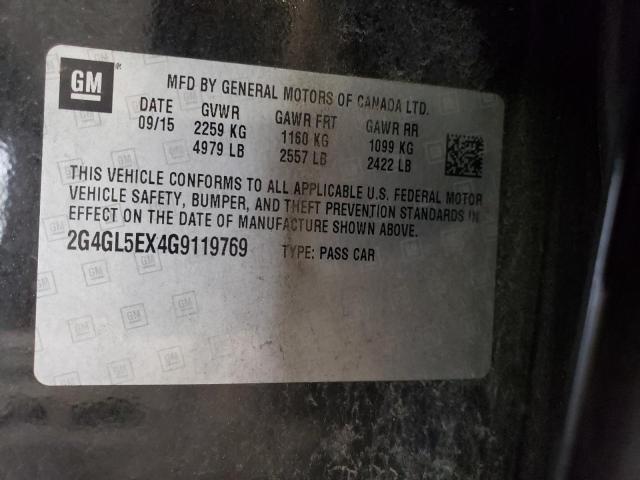 GM
MFD BY GENERAL MOTORS OF CANADA LTD.
DATE GVWR GAWR FRT GAWR RR
09/15 2259 KG 1160 KG 1099 KG
4979 LB 2557 LB 2422 LB
THIS VEHICLE CONFORMS TO ALL APPLICABLE U.S. FEDERAL MOTOR
VEHICLE SAFETY, BUMPER, AND THEFT PREVENTION STANDARDS IN
EFFECT ON THE DATE OF MANUFACTURE SHOWN ABOVE.
2G4GL5EX4G9119769 TYPE: PASS CAR